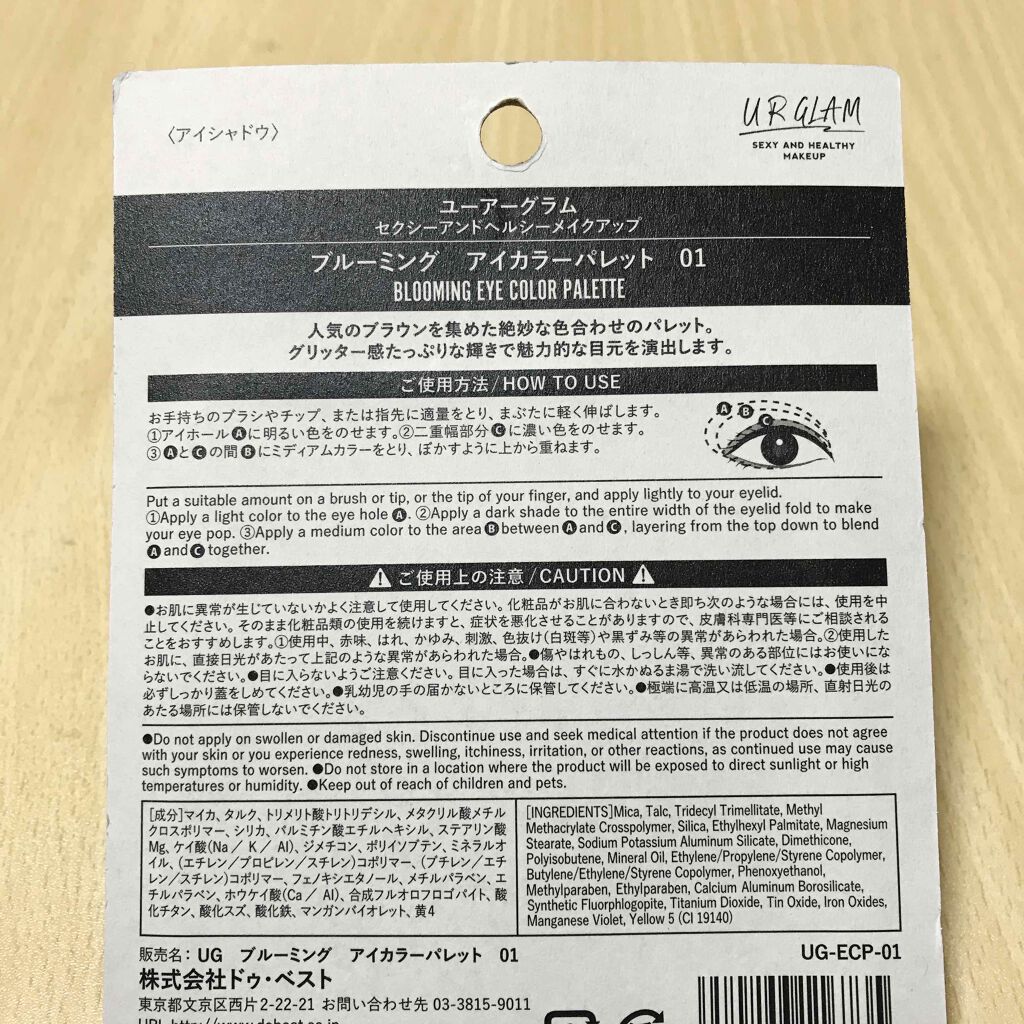 〈アイシャドウ〉
UR GLAM
SEXY AND HEALTHY
MAKEUP
ユーアーグラム
セクシーアンドヘルシーメイクアップ
ブルーミング アイカラーパレット 01
BLOOMING EYE COLOR PALETTE
人気のブラウンを集めた絶妙な色合わせのパレット。
グリッター感たっぷりな輝きで魅力的な目元を演出します。
ご使用方法/HOW TO USE
お手持ちのブラシやチップ、または指先に適量をとり、まぶたに軽く伸ばします。
①アイホールAに明るい色をのせます。②二重幅部分Cに濃い色をのせます。
③AとCの間Bにミディアムカラーをとり、ぼかすように上から重ねます。
A B C
Put a suitable amount on a brush or tip, or the tip of your finger, and apply lightly to your eyelid.
①Apply a light color to the eye hole A. ②Apply a dark shade to the entire width of the eyelid fold to make
your eye pop. ③Apply a medium color to the area B between A and C, layering from the top down to blend
A and C together.
ご使用上の注意/CAUTION
●お肌に異常が生じていないかよく注意して使用してください。化粧品がお肌に合わないとき即ち次のような場合には、使用を中
止してください。そのまま化粧品類の使用を続けますと、症状を悪化させることがありますので、皮膚科専門医等にご相談される
ことをおすすめします。①使用中、赤味、はれ、かゆみ、刺激、色抜け(白斑等)や黒ずみ等の異常があらわれた場合。②使用した
お肌に、直接日光があたって上記のような異常があらわれた場合。●傷やはれもの、しっしん等、異常のある部位にはお使いにな
らないでください。●目に入らないようご注意ください。目に入った場合は、すぐに水かぬるま湯で洗い流してください。●使用後は
必ずしっかり蓋をしめてください。●乳幼児の手の届かないところに保管してください。●極端に高温又は低温の場所、直射日光の
あたる場所には保管しないでください。
●Do not apply on swollen or damaged skin. Discontinue use and seek medical attention if the product does not agree
with your skin or you experience redness, swelling, itchiness, irritation, or other reactions, as continued use may cause
such symptoms to worsen. ●Do not store in a location where the product will be exposed to direct sunlight or high
temperatures or humidity. ●Keep out of reach of children and pets.
[成分]マイカ、タルク、トリメリト酸トリトリデシル、メタクリル酸メチル
クロスポリマー、シリカ、パルミチン酸エチルヘキシル、ステアリン酸
Mg、ケイ酸(Na/K/Al)、ジメチコン、ポリイソブテン、ミネラルオ
イル、(エチレン/プロピレン/スチレン)コポリマー、(ブチレン/エチ
レン/スチレン)コポリマー、フェノキシエタノール、メチルパラベン、エ
チルパラベン、ホウケイ酸(Ca/Al)、合成フルオロフロゴパイト、酸
化チタン、酸化スズ、酸化鉄、マンガンバイオレット、黄4
[INGREDIENTS]Mica, Talc, Tridecyl Trimellitate, Methyl
Methacrylate Crosspolymer, Silica, Ethylhexyl Palmitate, Magnesium
Stearate, Sodium Potassium Aluminum Silicate, Dimethicone,
Polyisobutene, Mineral Oil, Ethylene/Propylene/Styrene Copolymer,
Butylene/Ethylene/Styrene Copolymer, Phenoxyethanol,
Methylparaben, Ethylparaben, Calcium Aluminum Borosilicate,
Synthetic Fluorphlogopite, Titanium Dioxide, Tin Oxide, Iron Oxides,
Manganese Violet, Yellow 5 (CI 19140)
販売名: UG ブルーミング アイカラーパレット 01
UG-ECP-01
株式会社ドゥ・ベスト
東京都文京区西片2-22-21 お問い合わせ先 03-3815-9011